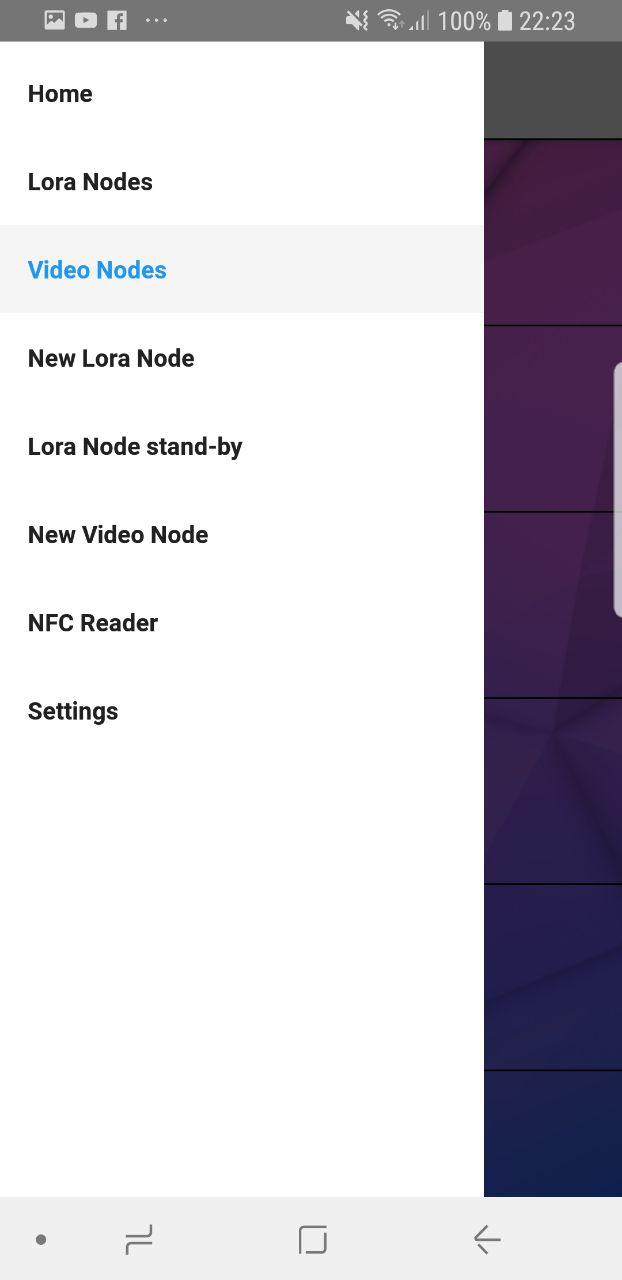 100% 22:23
Home
Lora Nodes
Video Nodes
New Lora Node
Lora Node stand-by
New Video Node
NFC Reader
Settings